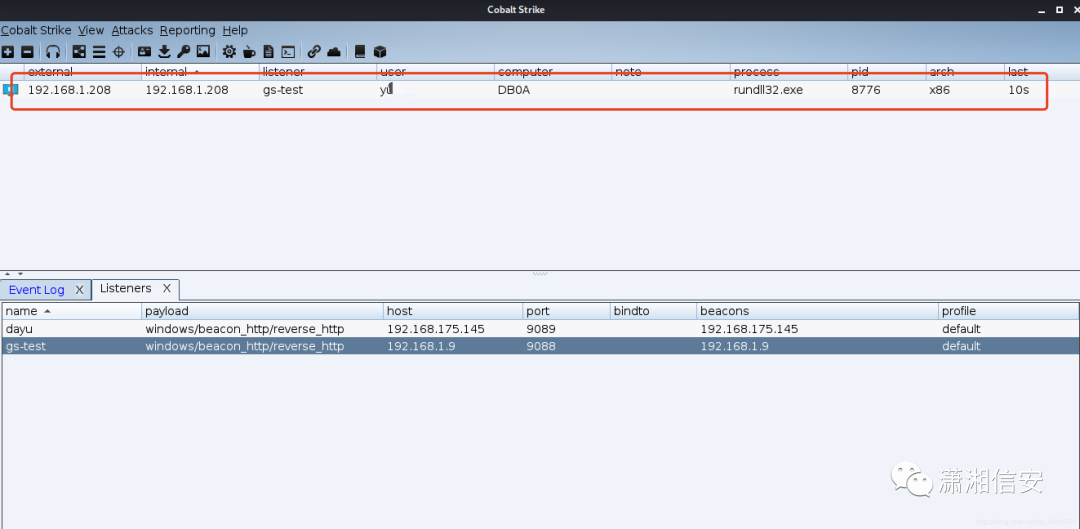 Cobalt Strike
Cobalt Strike View Attacks Reporting Help
external internal listener user computer note process pid arch last
192.168.1.208 192.168.1.208 gs-test DB0A rundll32.exe 8776 x86 10s
Event Log X Listeners X
name payload host port bindto beacons profile
dayu windows/beacon_http/reverse_http 192.168.175.145 9089 192.168.175.145 default
gs-test windows/beacon_http/reverse_http 192.168.1.9 9088 192.168.1.9 default
潇湘信安